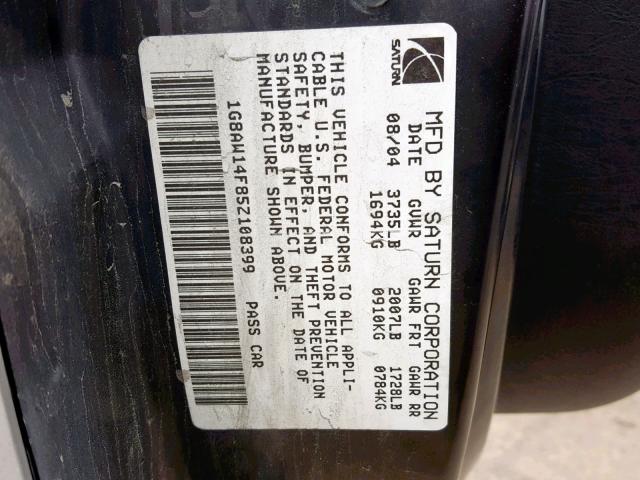 SATURN
MFD BY SATURN CORPORATION
DATE GVWR GAWR FRT GAWR RR
08/04 3735LB 2007LB 1728LB
1694KG 0910KG 0784KG
THIS VEHICLE CONFORMS TO ALL APPLI-
CABLE U.S. FEDERAL MOTOR VEHICLE
SAFETY, BUMPER, AND THEFT PREVENTION
STANDARDS IN EFFECT ON THE DATE OF
MANUFACTURE SHOWN ABOVE.
1G8AW14F85Z108399 PASS CAR